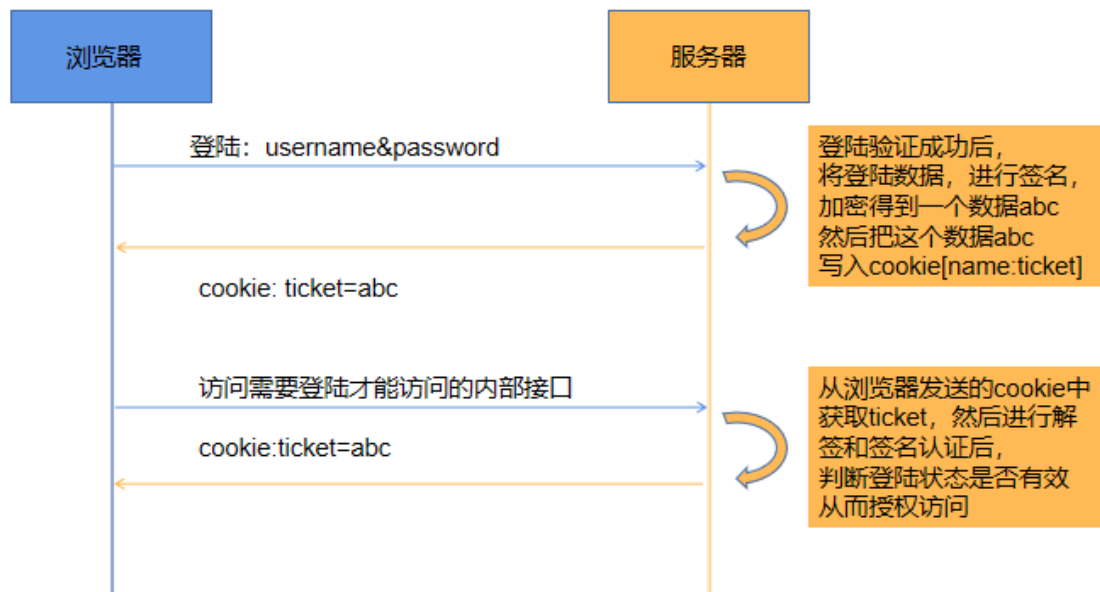 浏览器
服务器
登陆：username&password
登陆验证成功后，
将登陆数据，进行签名，
加密得到一个数据abc
然后把这个数据abc
写入cookie[name:ticket]
cookie: ticket=abc
访问需要登陆才能访问的内部接口
cookie:ticket=abc
从浏览器发送的cookie中
获取ticket，然后进行解
签和签名认证后，
判断登陆状态是否有效
从而授权访问